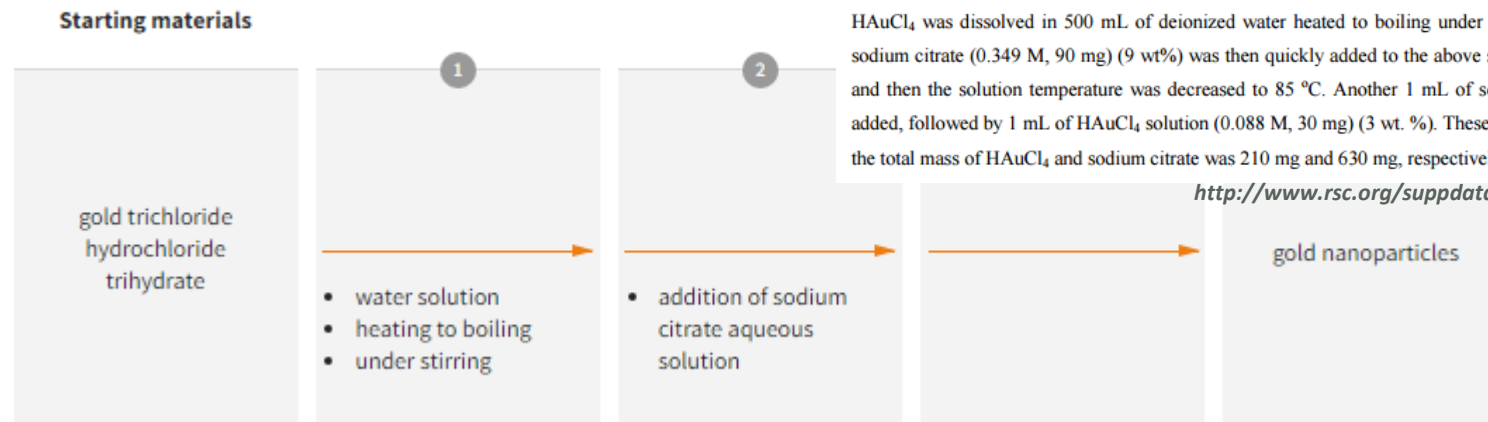 Starting materials
1
2
HAuCl₄ was dissolved in 500 mL of deionized water heated to boiling under
sodium citrate (0.349 M, 90 mg) (9 wt%) was then quickly added to the above
and then the solution temperature was decreased to 85 °C. Another 1 mL of
added, followed by 1 mL of HAuCl₄ solution (0.088 M, 30 mg) (3 wt. %). These
the total mass of HAuCl₄ and sodium citrate was 210 mg and 630 mg,
http://www.rsc.org/suppdata
gold trichloride
hydrochloride
trihydrate
• water solution
• heating to boiling
• under stirring
• addition of sodium
citrate aqueous
solution
gold nanoparticles